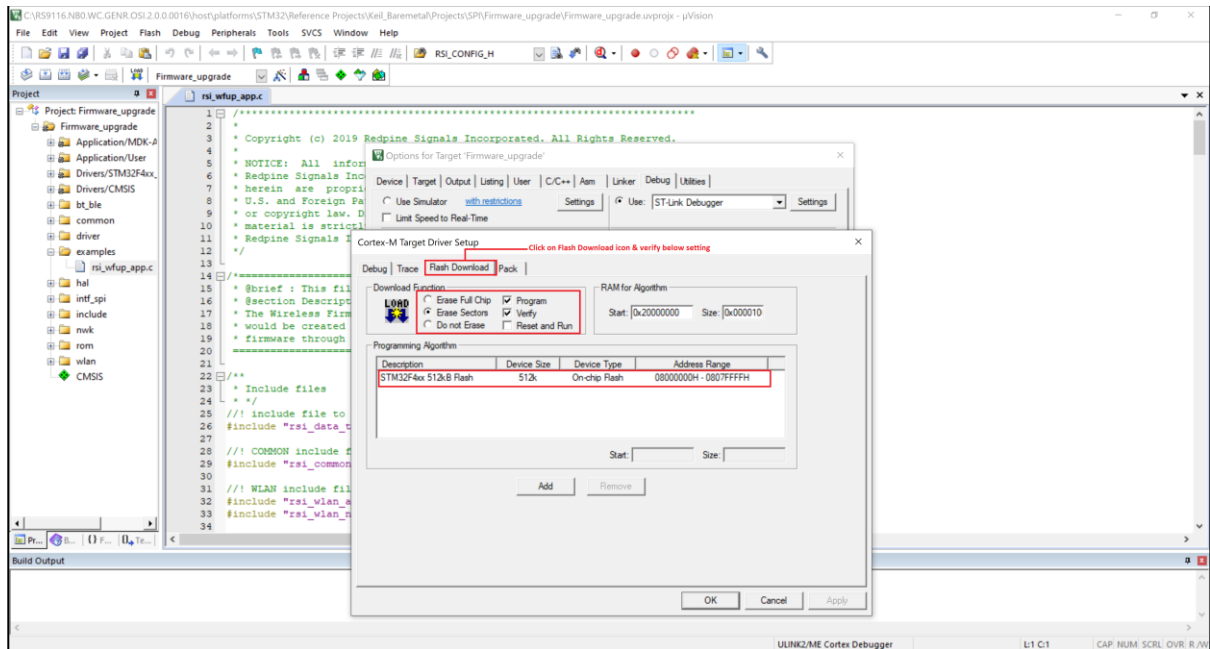 C:\RS9116.NB0.WC.GENR.OSI.2.0.0.0016\host\platforms\STM32\Reference Projects\Keil_Baremetal\Projects\SPI\Firmware_upgrade\Firmware_upgrade.uvprojx - µVision
File Edit View Project Flash Debug Peripherals Tools SVCS Window Help
RSI_CONFIG_H
Firmware_upgrade
Project
Project: Firmware_upgrade
Firmware_upgrade
Application/MDK-A
Application/User
Drivers/STM32F4xx_
Drivers/CMSIS
bt_ble
common
driver
examples
rsi_wfup_app.c
hal
intf_spi
include
nwk
rom
wlan
CMSIS
Pr... B... {} F... Te...
rsi_wfup_app.c
1 /*******************************************************************************
2 *
3 * Copyright (c) 2019 Redpine Signals Incorporated. All Rights Reserved.
4 *
5 * NOTICE: All infor
6 * Redpine Signals Inc
7 * herein are propri
8 * U.S. and Foreign Pa
9 * or copyright law. D
10 * material is strictl
11 * Redpine Signals I
12 */
13
14 /*=====================
15 * @brief : This fil
16 * @section Descript
17 * The Wireless Firm
18 * would be created
19 * firmware through
20 =====================
21
22 /**
23 * Include files
24 * */
25 //! include file to
26 #include "rsi_data_t
27
28 //! COMMON include f
29 #include "rsi_common
30
31 //! WLAN include fil
32 #include "rsi_wlan_a
33 #include "rsi_wlan_n
34
Options for Target 'Firmware_upgrade'
Device Target Output Listing User C/C++ Asm Linker Debug Utilities
Use Simulator with restrictions Settings Use: ST-Link Debugger Settings
Limit Speed to Real-Time
Cortex-M Target Driver Setup
Click on Flash Download icon & verify below setting
Debug Trace Flash Download Pack
Download Function
LOAD
Erase Full Chip Program
Erase Sectors Verify
Do not Erase Reset and Run
RAM for Algorithm
Start: 0x20000000 Size: 0x000010
Programming Algorithm
Description Device Size Device Type Address Range
STM32F4xx 512kB Flash 512k On-chip Flash 08000000H - 0807FFFFH
Start: Size:
Add Remove
OK Cancel Apply
Build Output
ULINK2/ME Cortex Debugger L:1 C:1 CAP NUM SCRL OVR R/W